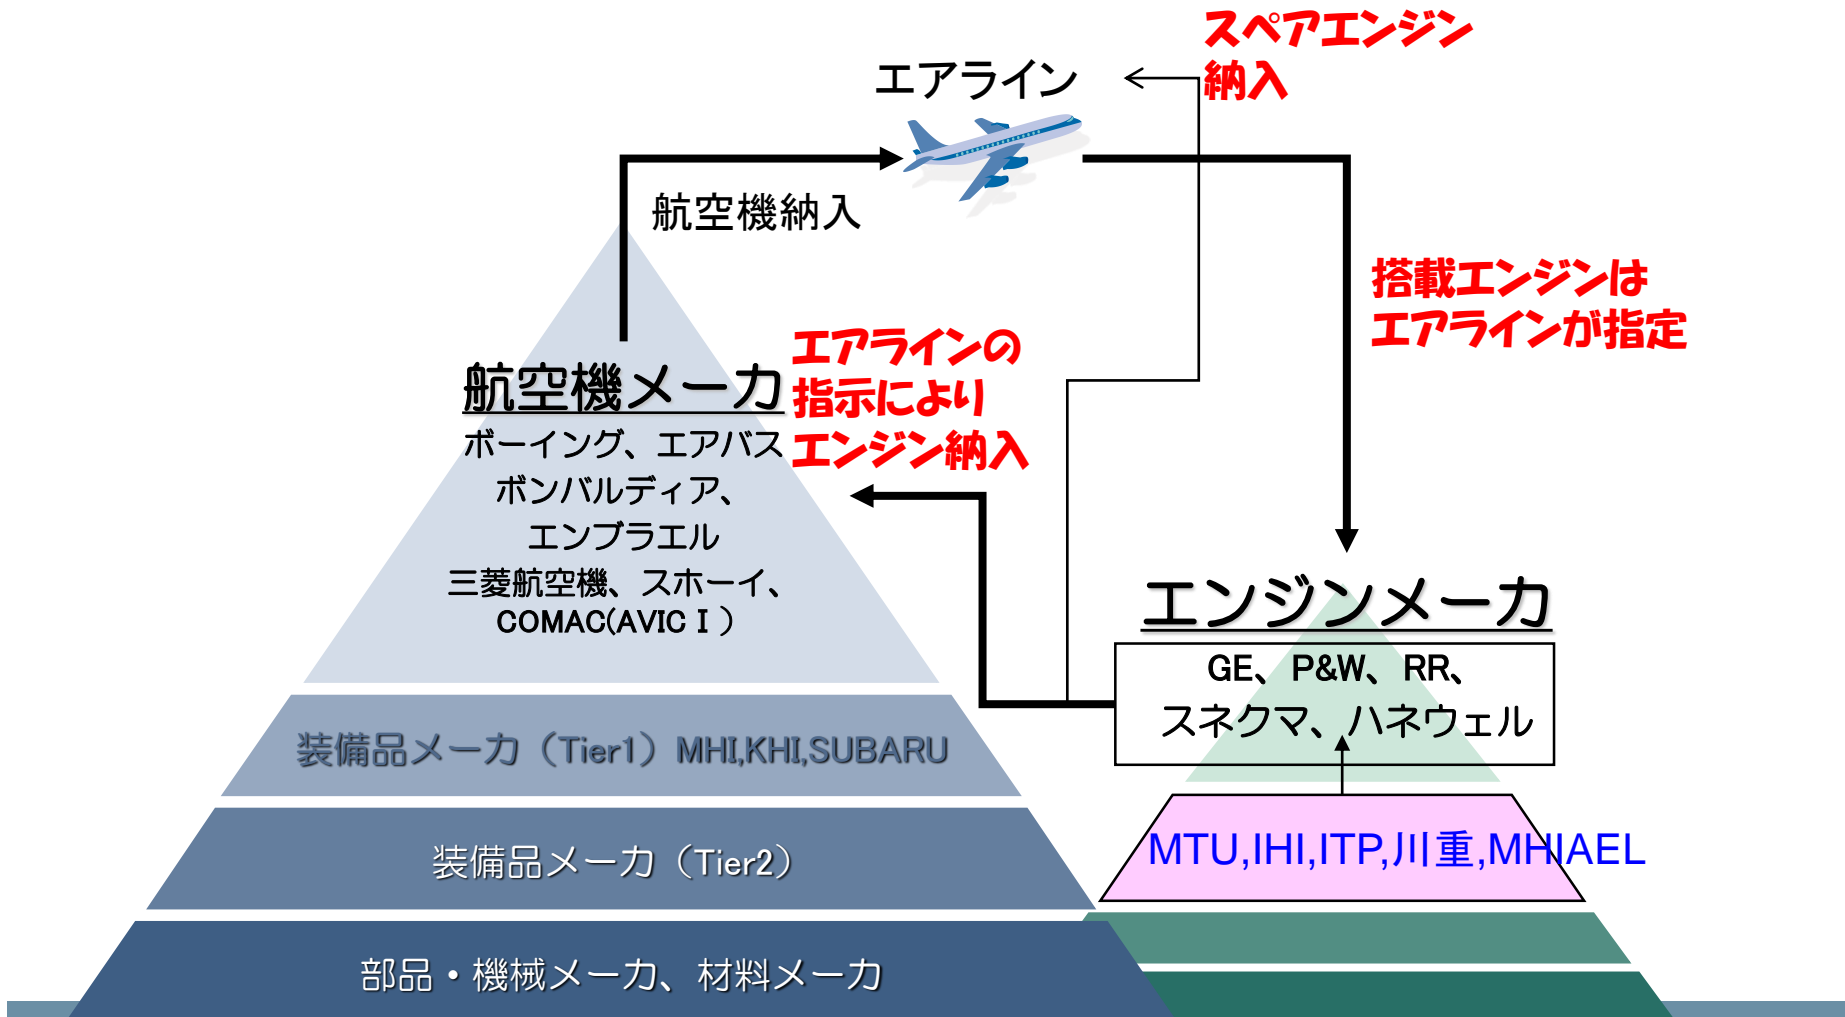 スペアエンジン
納入
エアライン
航空機納入
搭載エンジンは
エアラインが指定
エアラインの
指示により
エンジン納入
航空機メーカ
ボーイング、エアバス
ボンバルディア、
エンブラエル
三菱航空機、スホーイ、
COMAC(AVICⅠ)
エンジンメーカ
GE、P&W、RR、
スネクマ、ハネウェル
装備品メーカ（Tier1）MHI,KHI,SUBARU
装備品メーカ（Tier2）
MTU,IHI,ITP,川重,MHIAEL
部品・機械メーカ、材料メーカ